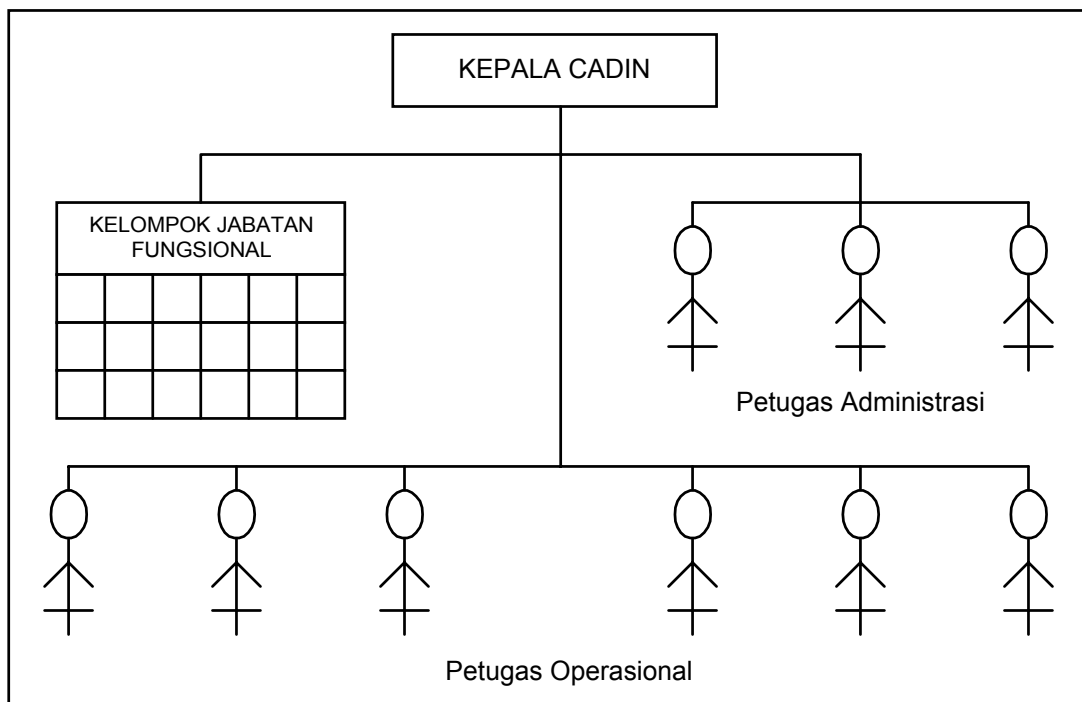 KEPALA CADIN
KELOMPOK JABATAN
FUNGSIONAL
Petugas Administrasi
Petugas Operasional